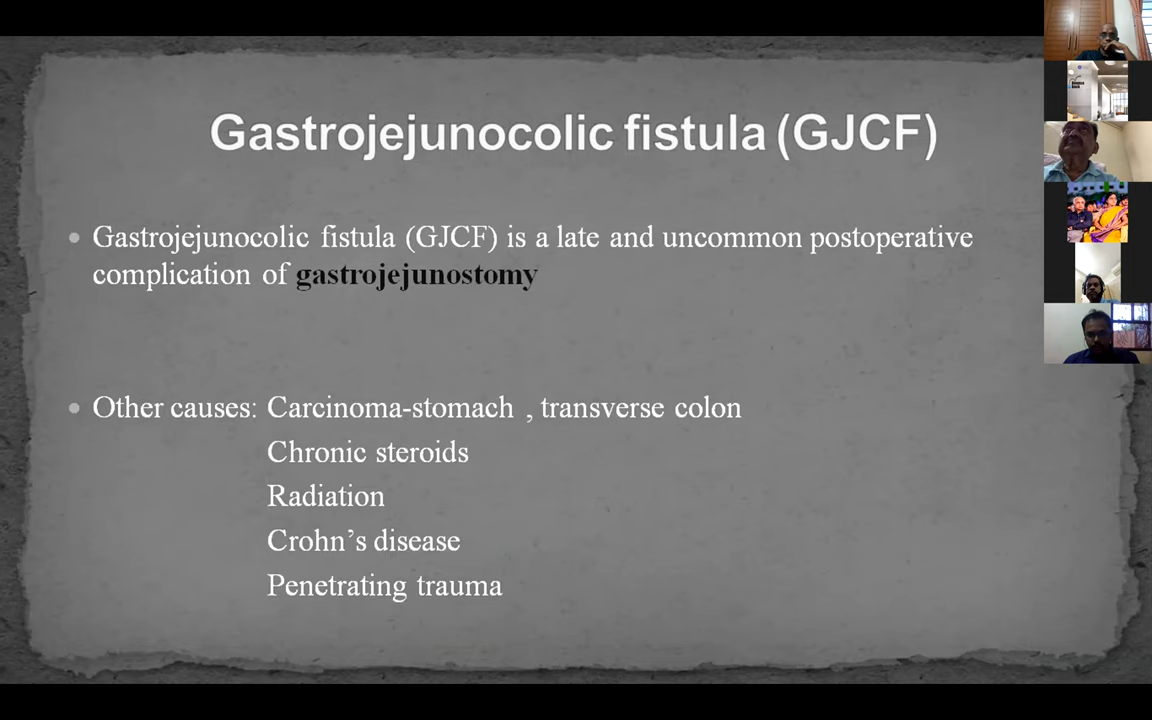 Gastrojejunocolic fistula (GJCF)
Gastrojejunocolic fistula (GJCF) is a late and uncommon postoperative
complication of gastrojejunostomy
Other causes: Carcinoma-stomach , transverse colon
Chronic steroids
Radiation
Crohn’s disease
Penetrating trauma